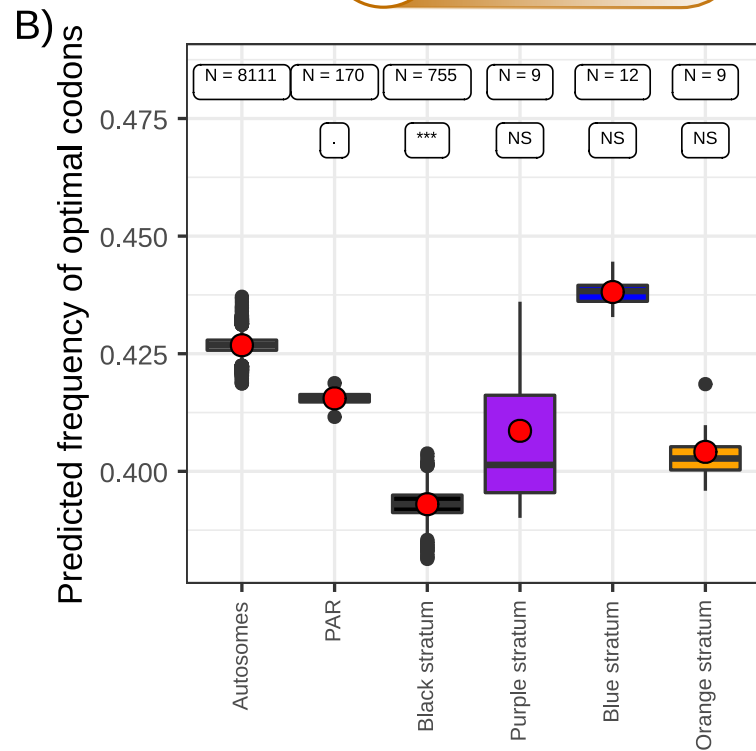 B)
Predicted frequency of optimal codons
N = 8111 N = 170 N = 755 N = 9 N = 12 N = 9
. *** NS NS NS
0.475
0.450
0.425
0.400
Autosomes
PAR
Black stratum
Purple stratum
Blue stratum
Orange stratum